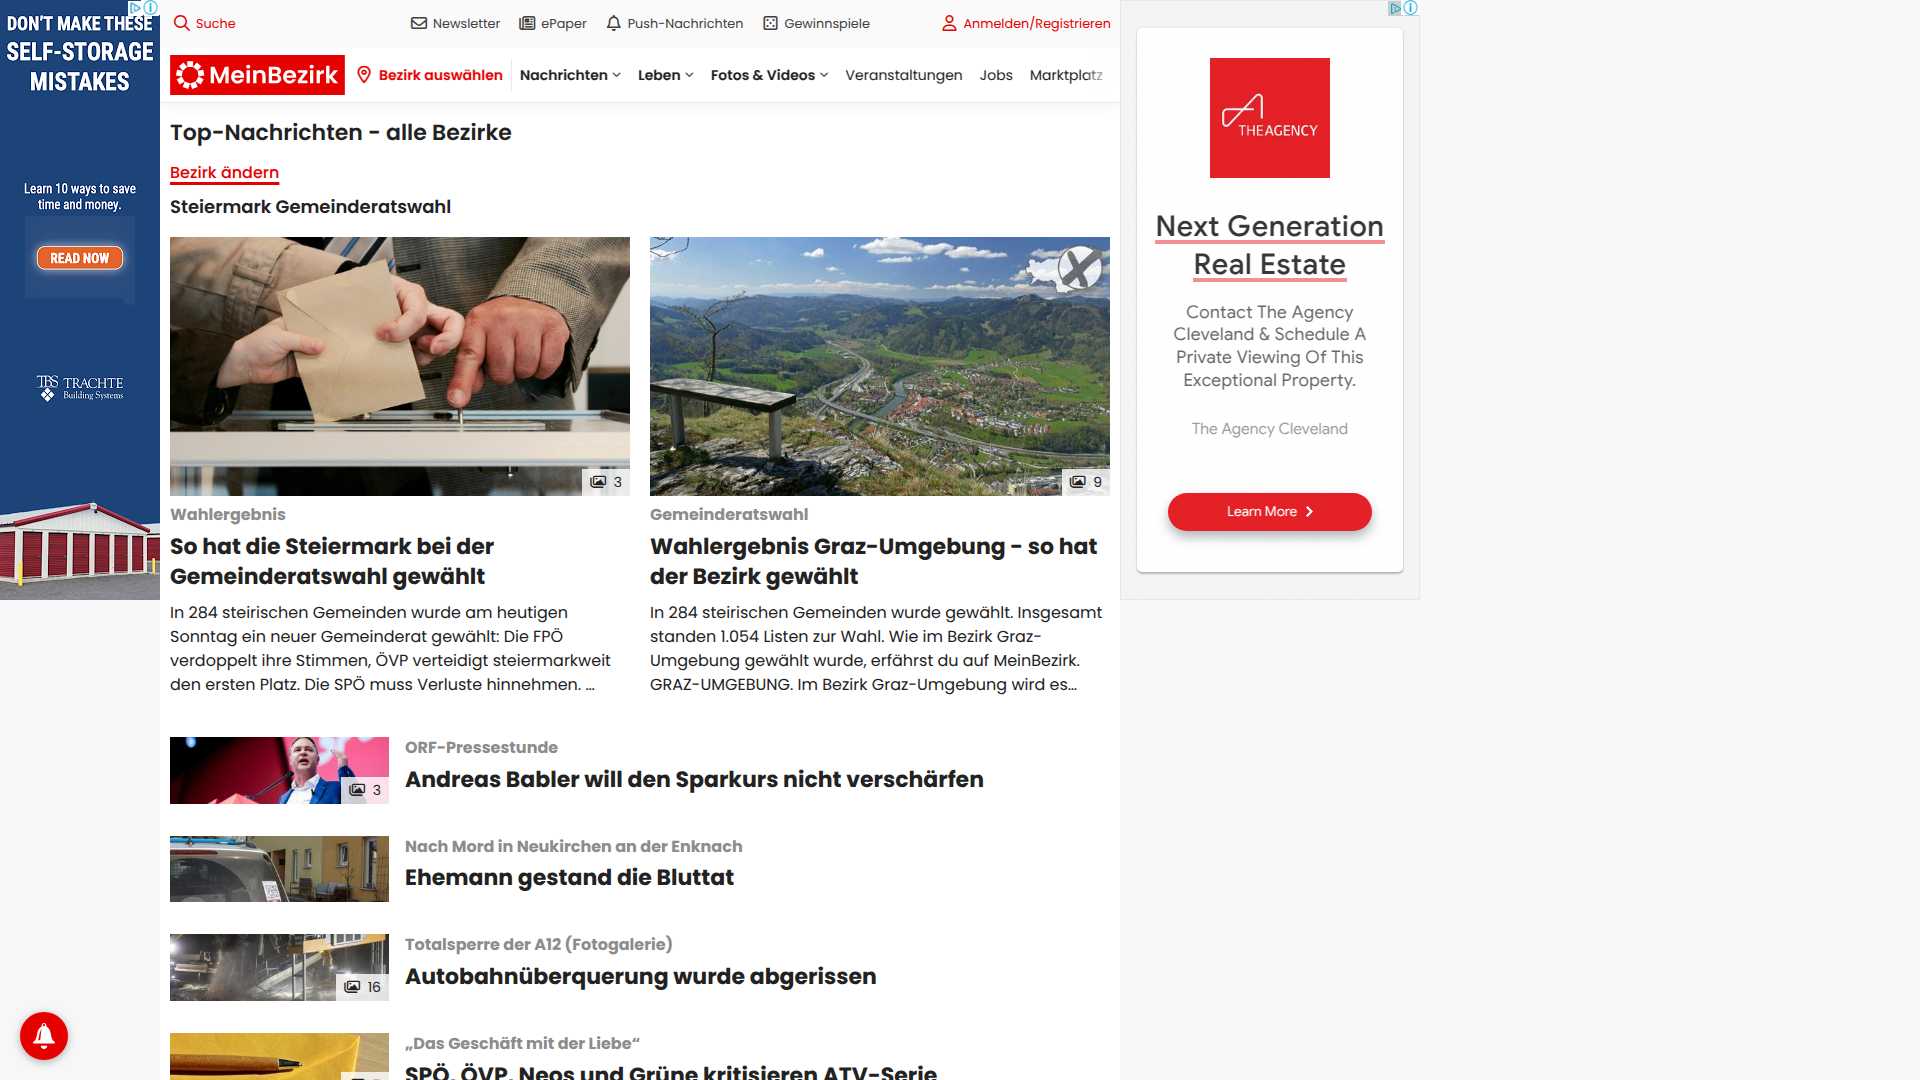 DON'T MAKE THESE
SELF-STORAGE
MISTAKES
Learn 10 ways to save
time and money.
READ NOW
TBS TRACHTE
Building Systems
Suche
Newsletter
ePaper
Push-Nachrichten
Gewinnspiele
Anmelden/Registrieren
MeinBezirk
Bezirk auswählen
Nachrichten
Leben
Fotos & Videos
Veranstaltungen
Jobs
Marktplatz
Top-Nachrichten - alle Bezirke
Bezirk ändern
Steiermark Gemeinderatswahl
3
Wahlergebnis
So hat die Steiermark bei der
Gemeinderatswahl gewählt
In 284 steirischen Gemeinden wurde am heutigen
Sonntag ein neuer Gemeinderat gewählt: Die FPÖ
verdoppelt ihre Stimmen, ÖVP verteidigt steiermarkweit
den ersten Platz. Die SPÖ muss Verluste hinnehmen. ...
9
Gemeinderatswahl
Wahlergebnis Graz-Umgebung - so hat
der Bezirk gewählt
In 284 steirischen Gemeinden wurde gewählt. Insgesamt
standen 1.054 Listen zur Wahl. Wie im Bezirk Graz-
Umgebung gewählt wurde, erfährst du auf MeinBezirk.
GRAZ-UMGEBUNG. Im Bezirk Graz-Umgebung wird es...
3
ORF-Pressestunde
Andreas Babler will den Sparkurs nicht verschärfen
Nach Mord in Neukirchen an der Enknach
Ehemann gestand die Bluttat
16
Totalsperre der A12 (Fotogalerie)
Autobahnüberquerung wurde abgerissen
„Das Geschäft mit der Liebe“
SPÖ, ÖVP, Neos und Grüne kritisieren ATV-Serie
THE AGENCY
Next Generation
Real Estate
Contact The Agency
Cleveland & Schedule A
Private Viewing Of This
Exceptional Property.
The Agency Cleveland
Learn More